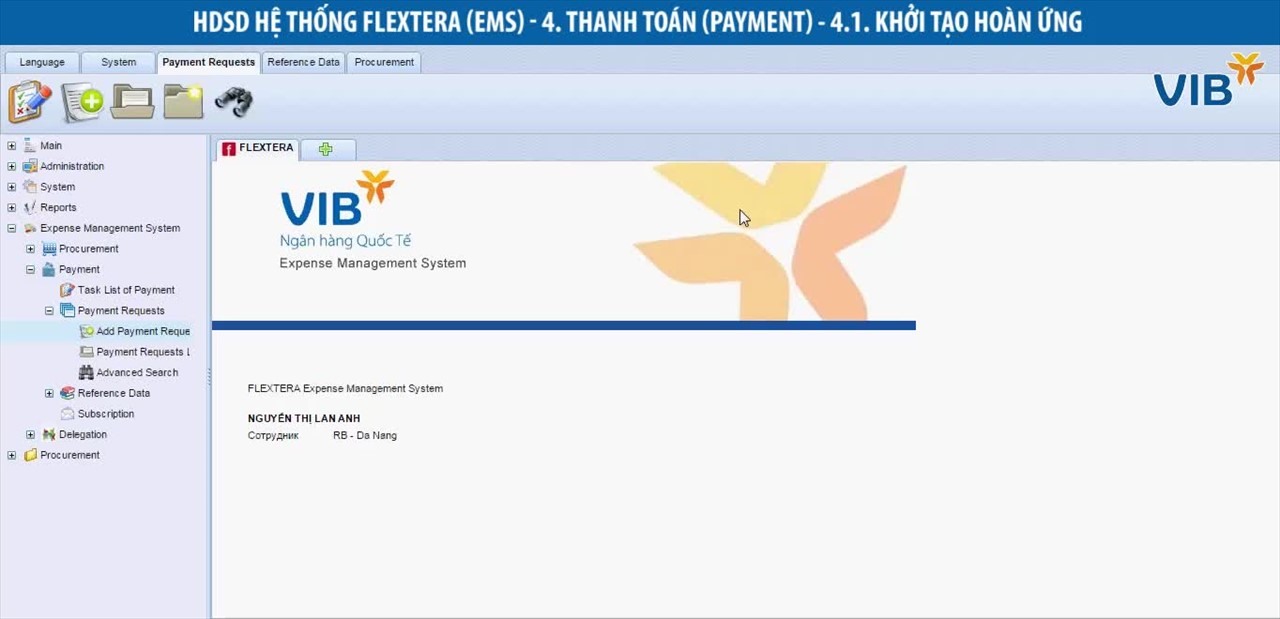 HDSD HỆ THỐNG FLEXTERA (EMS) - 4. THANH TOÁN (PAYMENT) - 4.1. KHỞI TẠO HOÀN ỨNG
Language System Payment Requests Reference Data Procurement
VIB
Main
Administration
System
Reports
Expense Management System
Procurement
Payment
Task List of Payment
Payment Requests
Add Payment Reque
Payment Requests L
Advanced Search
Reference Data
Subscription
Delegation
Procurement
f FLEXTERA
VIB
Ngân hàng Quốc Tế
Expense Management System
FLEXTERA Expense Management System
NGUYỄN THỊ LAN ANH
Сотрудник RB - Da Nang